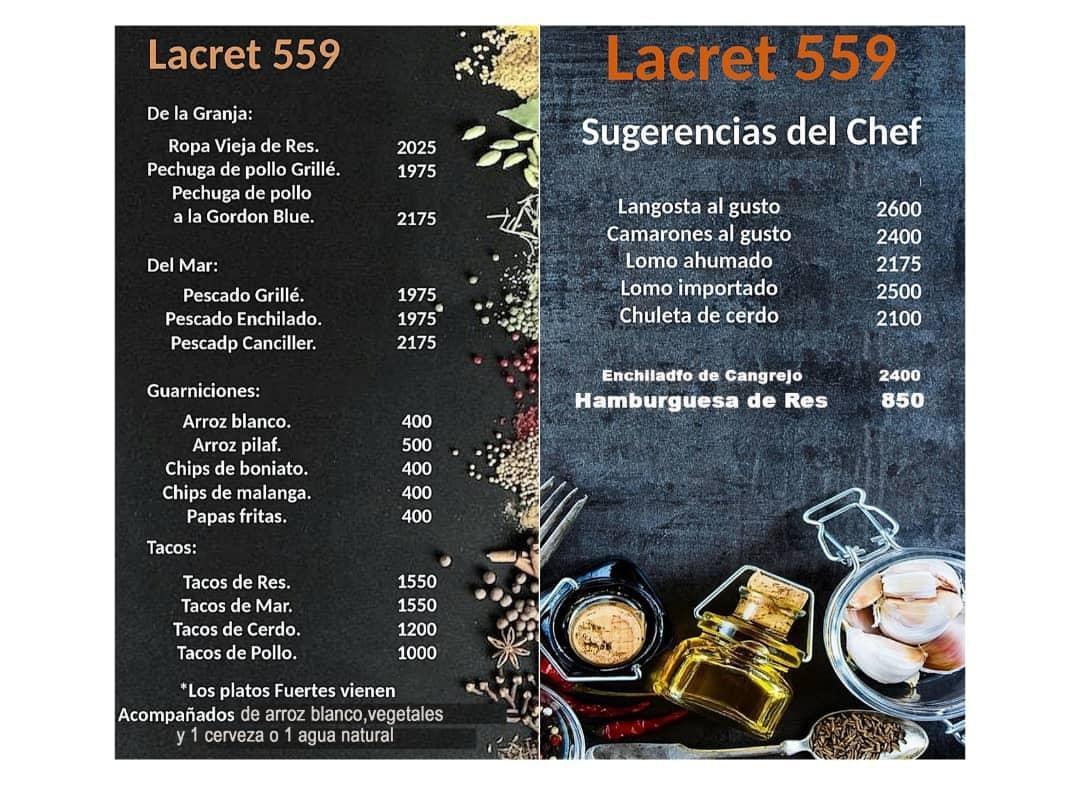 Lacret 559
De la Granja:
Ropa Vieja de Res. 2025
Pechuga de pollo Grillé. 1975
Pechuga de pollo
a la Gordon Blue. 2175
Del Mar:
Pescado Grillé. 1975
Pescado Enchilado. 1975
Pescadp Canciller. 2175
Guarniciones:
Arroz blanco. 400
Arroz pilaf. 500
Chips de boniato. 400
Chips de malanga. 400
Papas fritas. 400
Tacos:
Tacos de Res. 1550
Tacos de Mar. 1550
Tacos de Cerdo. 1200
Tacos de Pollo. 1000
*Los platos Fuertes vienen
Acompañados de arroz blanco,vegetales
y 1 cerveza o 1 agua natural
Lacret 559
Sugerencias del Chef
Langosta al gusto 2600
Camarones al gusto 2400
Lomo ahumado 2175
Lomo importado 2500
Chuleta de cerdo 2100
Enchiladfo de Cangrejo 2400
Hamburguesa de Res 850